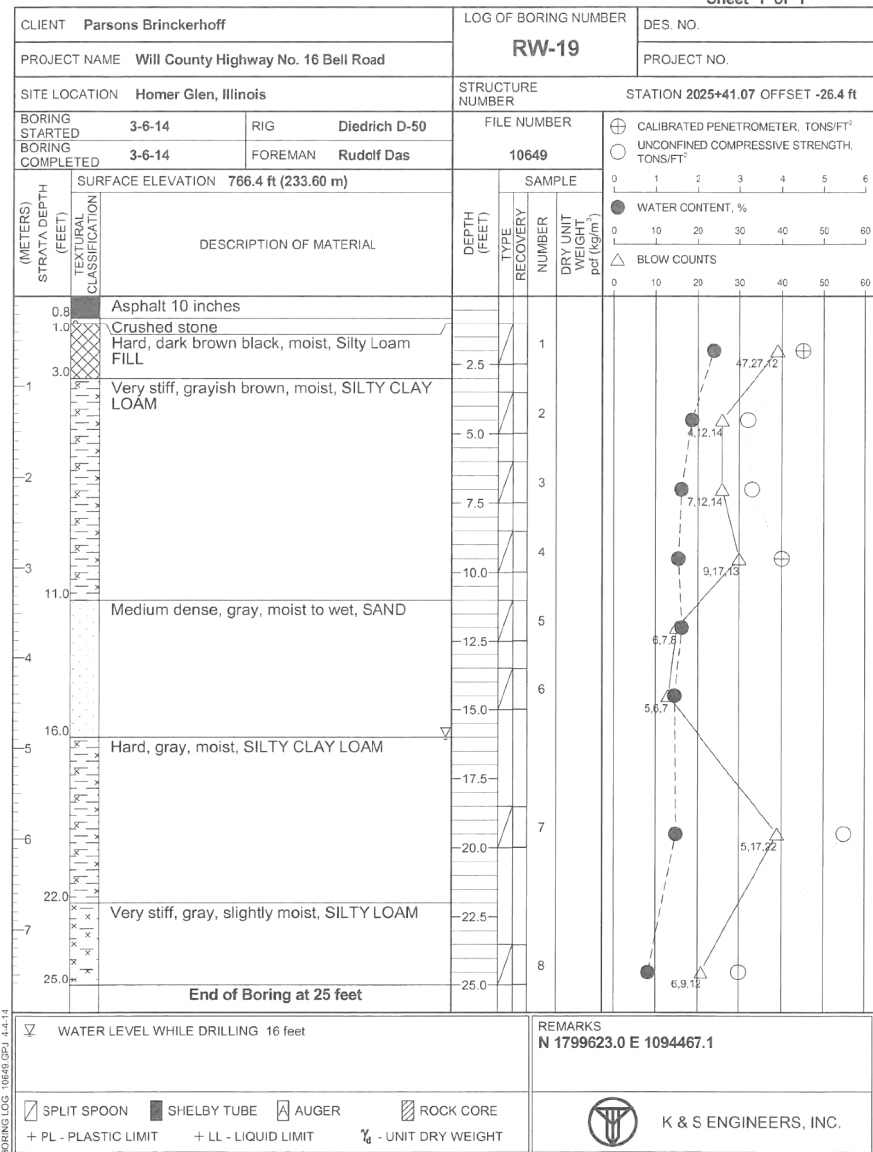 Sheet 1 of 1
CLIENT Parsons Brinckerhoff
LOG OF BORING NUMBER
RW-19
DES. NO.
PROJECT NAME Will County Highway No. 16 Bell Road
PROJECT NO.
SITE LOCATION Homer Glen, Illinois
STRUCTURE NUMBER
STATION 2025+41.07 OFFSET -26.4 ft
BORING STARTED 3-6-14
RIG Diedrich D-50
FILE NUMBER
10649
BORING COMPLETED 3-6-14
FOREMAN Rudolf Das
CALIBRATED PENETROMETER, TONS/FT²
UNCONFINED COMPRESSIVE STRENGTH, TONS/FT²
0 1 2 3 4 5 6
WATER CONTENT, %
0 10 20 30 40 50 60
BLOW COUNTS
0 10 20 30 40 50 60
SURFACE ELEVATION 766.4 ft (233.60 m)
SAMPLE
(METERS)
STRATA DEPTH
(FEET)
TEXTURAL
CLASSIFICATION
DESCRIPTION OF MATERIAL
DEPTH
(FEET)
TYPE
RECOVERY
NUMBER
DRY UNIT
WEIGHT
pcf (kg/m³)
0.8
Asphalt 10 inches
1.0
Crushed stone
Hard, dark brown black, moist, Silty Loam
FILL
1
47,27,12
2.5
3.0
1
Very stiff, grayish brown, moist, SILTY CLAY
LOAM
2
4,12,14
5.0
2
3
7,12,14
7.5
3
4
9,17,13
10.0
11.0
Medium dense, gray, moist to wet, SAND
5
6,7,8
12.5
4
6
5,6,7
15.0
16.0
5
Hard, gray, moist, SILTY CLAY LOAM
17.5
6
7
5,17,22
20.0
22.0
Very stiff, gray, slightly moist, SILTY LOAM
22.5
7
8
6,9,12
25.0
25.0
End of Boring at 25 feet
WATER LEVEL WHILE DRILLING 16 feet
REMARKS
N 1799623.0 E 1094467.1
SPLIT SPOON SHELBY TUBE A AUGER ROCK CORE
+ PL - PLASTIC LIMIT + LL - LIQUID LIMIT γd - UNIT DRY WEIGHT
K & S ENGINEERS, INC.
BORING LOG 10649.GPJ 4-4-14